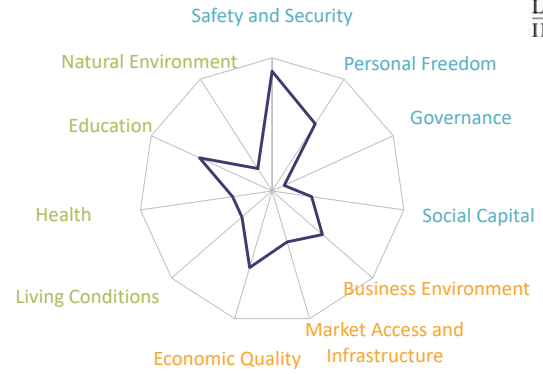 Safety and Security
Natural Environment
Personal Freedom
Education
Governance
Health
Social Capital
Living Conditions
Business Environment
Economic Quality
Market Access and
Infrastructure